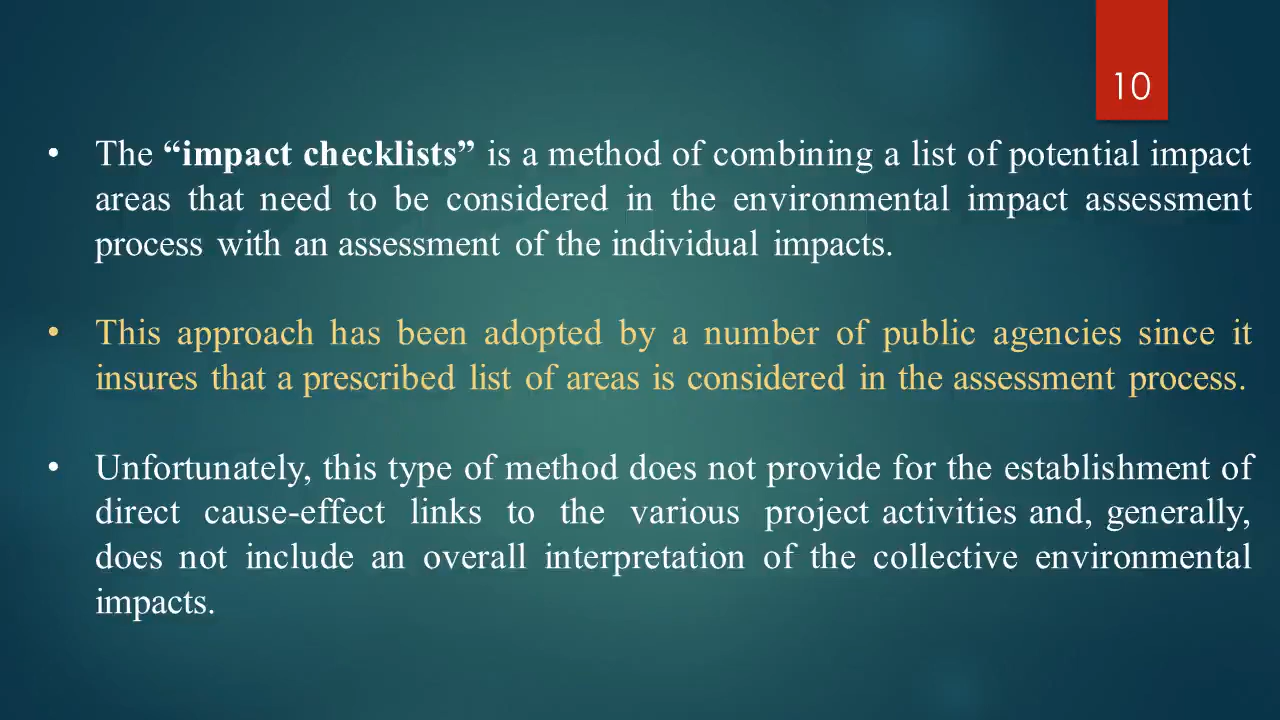 10
• The “impact checklists” is a method of combining a list of potential impact
areas that need to be considered in the environmental impact assessment
process with an assessment of the individual impacts.
• This approach has been adopted by a number of public agencies since it
insures that a prescribed list of areas is considered in the assessment process.
• Unfortunately, this type of method does not provide for the establishment of
direct cause-effect links to the various project activities and, generally,
does not include an overall interpretation of the collective environmental
impacts.